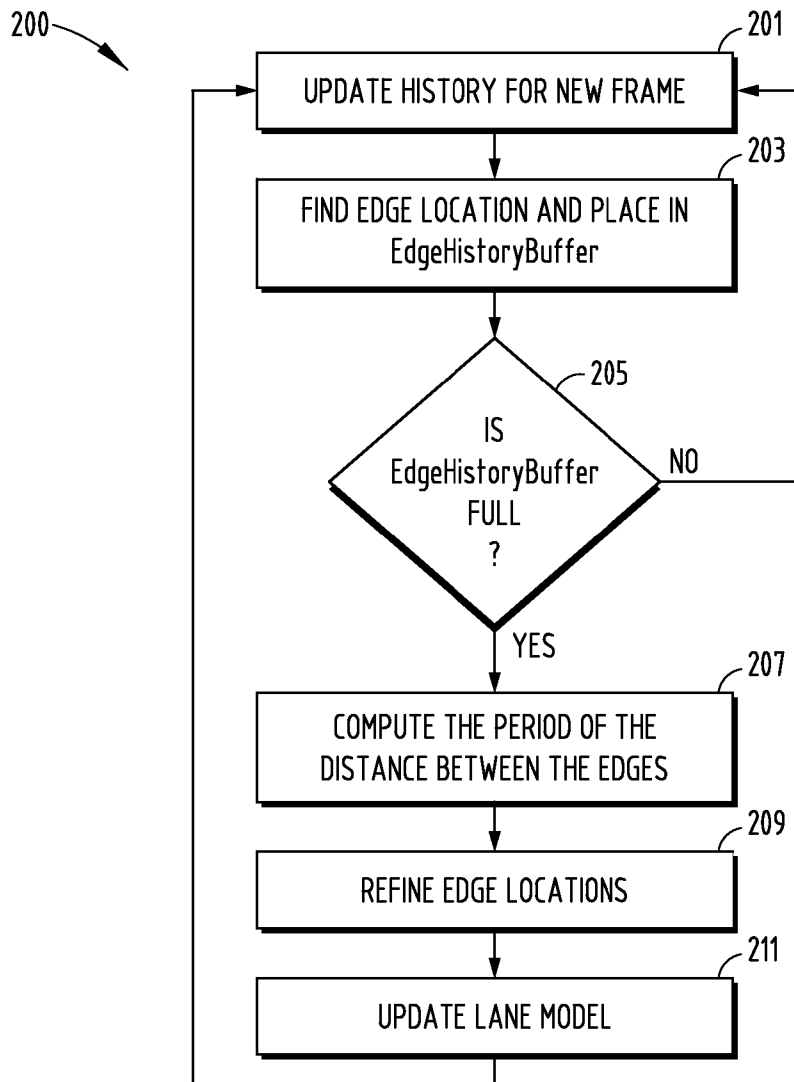 200
201
UPDATE HISTORY FOR NEW FRAME
203
FIND EDGE LOCATION AND PLACE IN
EdgeHistoryBuffer
205
IS
EdgeHistoryBuffer
FULL
?
NO
YES
207
COMPUTE THE PERIOD OF THE
DISTANCE BETWEEN THE EDGES
209
REFINE EDGE LOCATIONS
211
UPDATE LANE MODEL